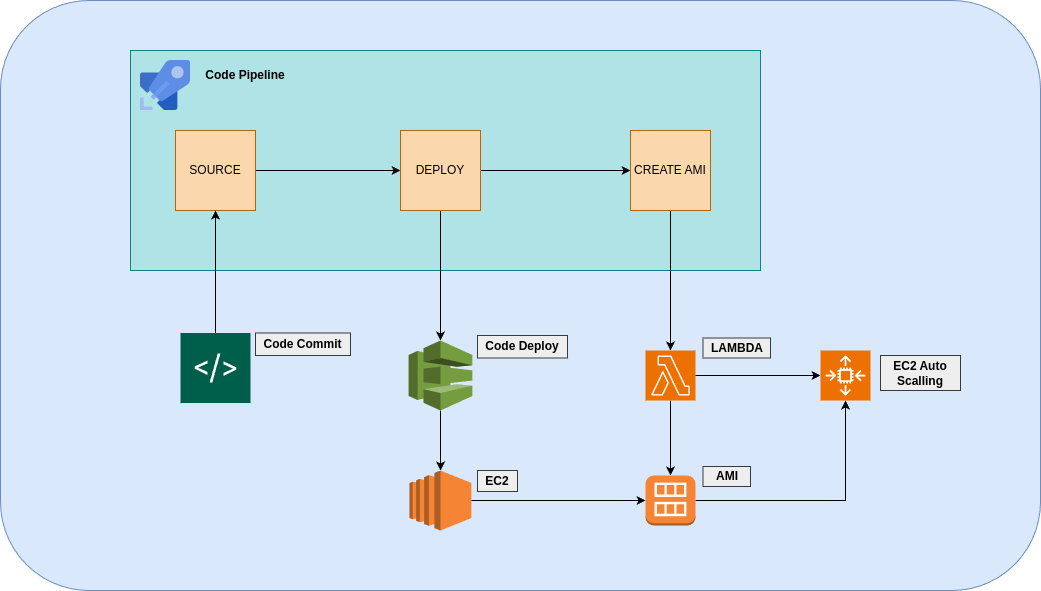 Code Pipeline
SOURCE
DEPLOY
CREATE AMI
Code Commit
Code Deploy
LAMBDA
EC2 Auto
Scalling
EC2
AMI